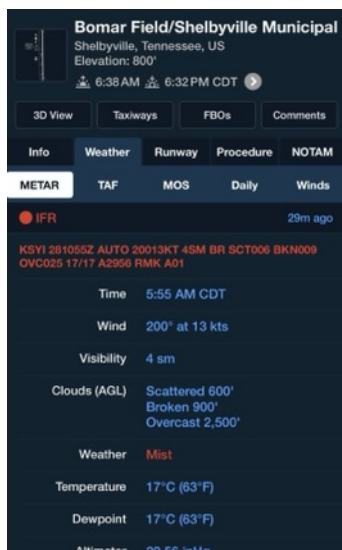 Bomar Field/Shelbyville Municipal
Shelbyville, Tennessee, US
Elevation: 800'
6:38 AM 6:32 PM CDT
3D View Taxiways FBOs Comments
Info Weather Runway Procedure NOTAM
METAR TAF MOS Daily Winds
IFR 29m ago
KSYI 281055Z AUTO 20013KT 4SM BR SCT006 BKN009
OVC025 17/17 A2956 RMK A01
Time 5:55 AM CDT
Wind 200° at 13 kts
Visibility 4 sm
Clouds (AGL) Scattered 600'
Broken 900'
Overcast 2,500'
Weather Mist
Temperature 17°C (63°F)
Dewpoint 17°C (63°F)
Altimeter 29.56 inHg